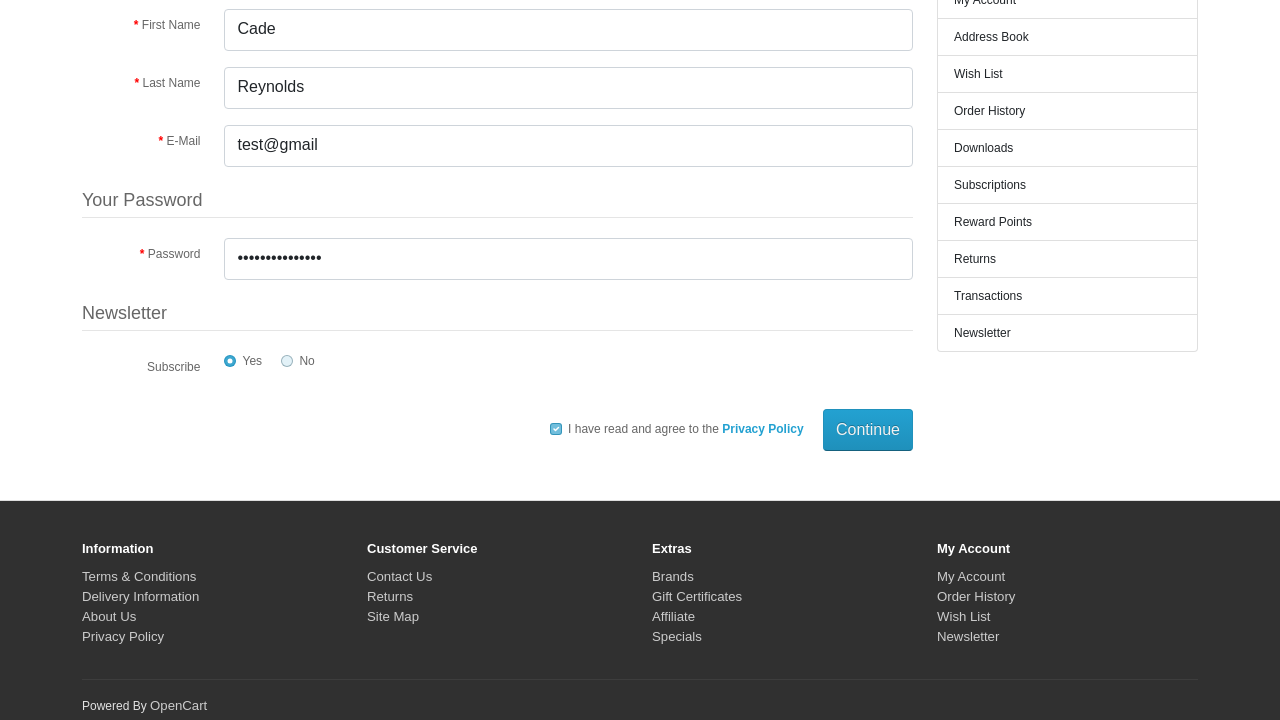 * First Name
Cade
* Last Name
Reynolds
* E-Mail
test@gmail
Your Password
* Password
•••••••••••••••
Newsletter
Subscribe
Yes
No
I have read and agree to the Privacy Policy
Continue
My Account
Address Book
Wish List
Order History
Downloads
Subscriptions
Reward Points
Returns
Transactions
Newsletter
Information
Terms & Conditions
Delivery Information
About Us
Privacy Policy
Customer Service
Contact Us
Returns
Site Map
Extras
Brands
Gift Certificates
Affiliate
Specials
My Account
My Account
Order History
Wish List
Newsletter
Powered By OpenCart